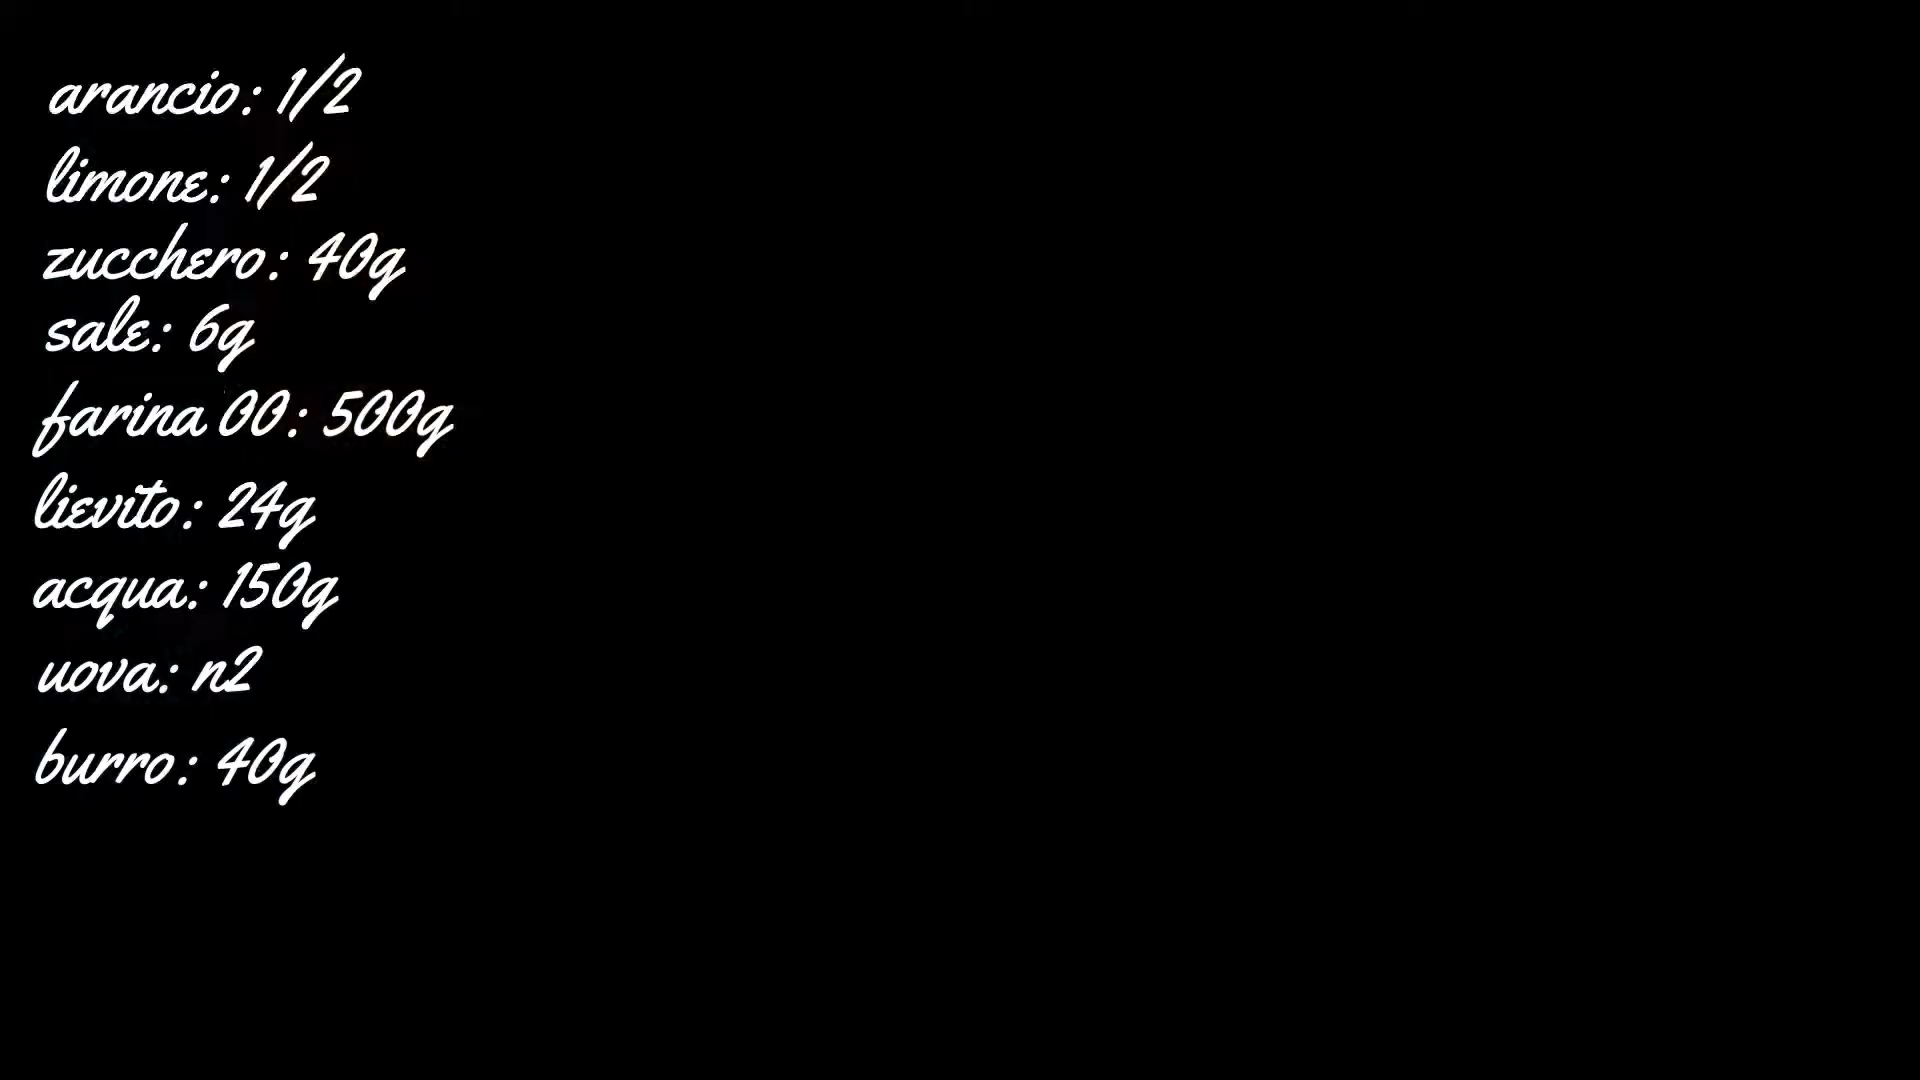 arancio: 1/2
limone: 1/2
zucchero: 40g
sale: 6g
farina 00: 500g
lievito: 24g
acqua: 150g
uova: n2
burro: 40g